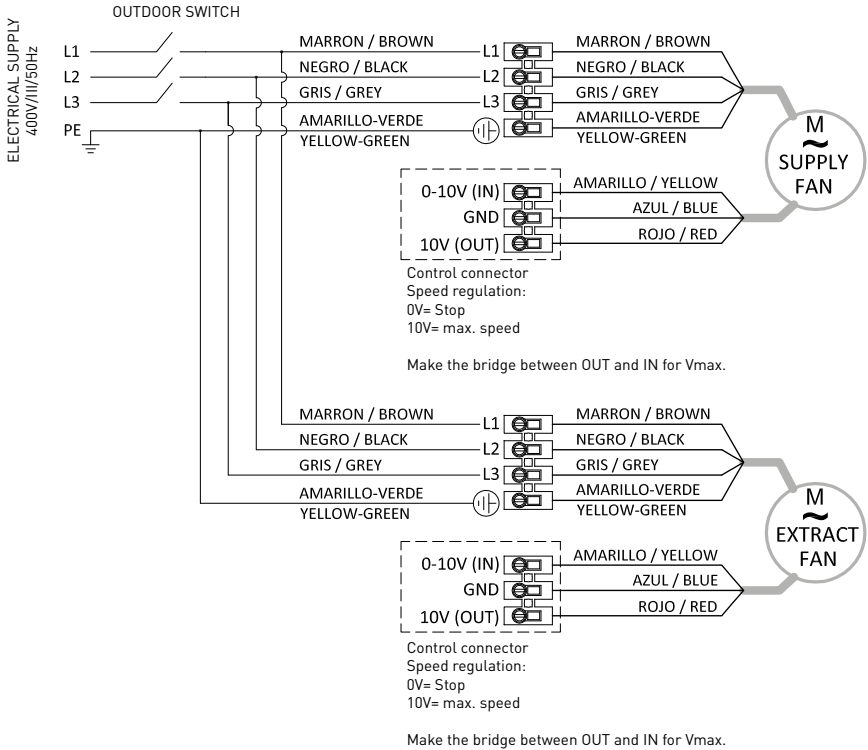 OUTDOOR SWITCH
ELECTRICAL SUPPLY
400V/III/50Hz
L1
L2
L3
PE
MARRON / BROWN
NEGRO / BLACK
GRIS / GREY
AMARILLO-VERDE
YELLOW-GREEN
L1
L2
L3
MARRON / BROWN
NEGRO / BLACK
GRIS / GREY
AMARILLO-VERDE
YELLOW-GREEN
M
~
SUPPLY
FAN
0-10V (IN)
GND
10V (OUT)
AMARILLO / YELLOW
AZUL / BLUE
ROJO / RED
Control connector
Speed regulation:
0V= Stop
10V= max. speed
Make the bridge between OUT and IN for Vmax.
MARRON / BROWN
NEGRO / BLACK
GRIS / GREY
AMARILLO-VERDE
YELLOW-GREEN
L1
L2
L3
MARRON / BROWN
NEGRO / BLACK
GRIS / GREY
AMARILLO-VERDE
YELLOW-GREEN
M
~
EXTRACT
FAN
0-10V (IN)
GND
10V (OUT)
AMARILLO / YELLOW
AZUL / BLUE
ROJO / RED
Control connector
Speed regulation:
0V= Stop
10V= max. speed
Make the bridge between OUT and IN for Vmax.